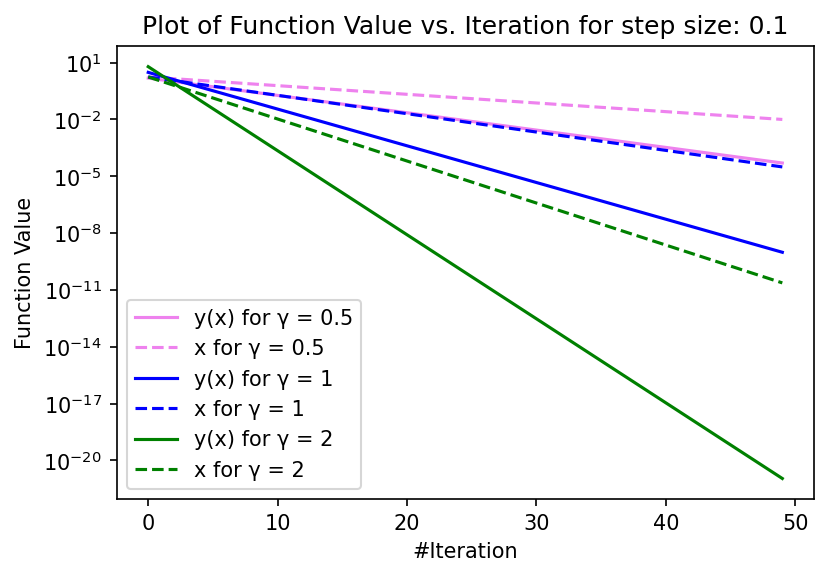 Plot of Function Value vs. Iteration for step size: 0.1
Function Value
10¹
10⁻²
10⁻⁵
10⁻⁸
10⁻¹¹
10⁻¹⁴
10⁻¹⁷
10⁻²⁰
y(x) for γ = 0.5
x for γ = 0.5
y(x) for γ = 1
x for γ = 1
y(x) for γ = 2
x for γ = 2
0 10 20 30 40 50
#Iteration